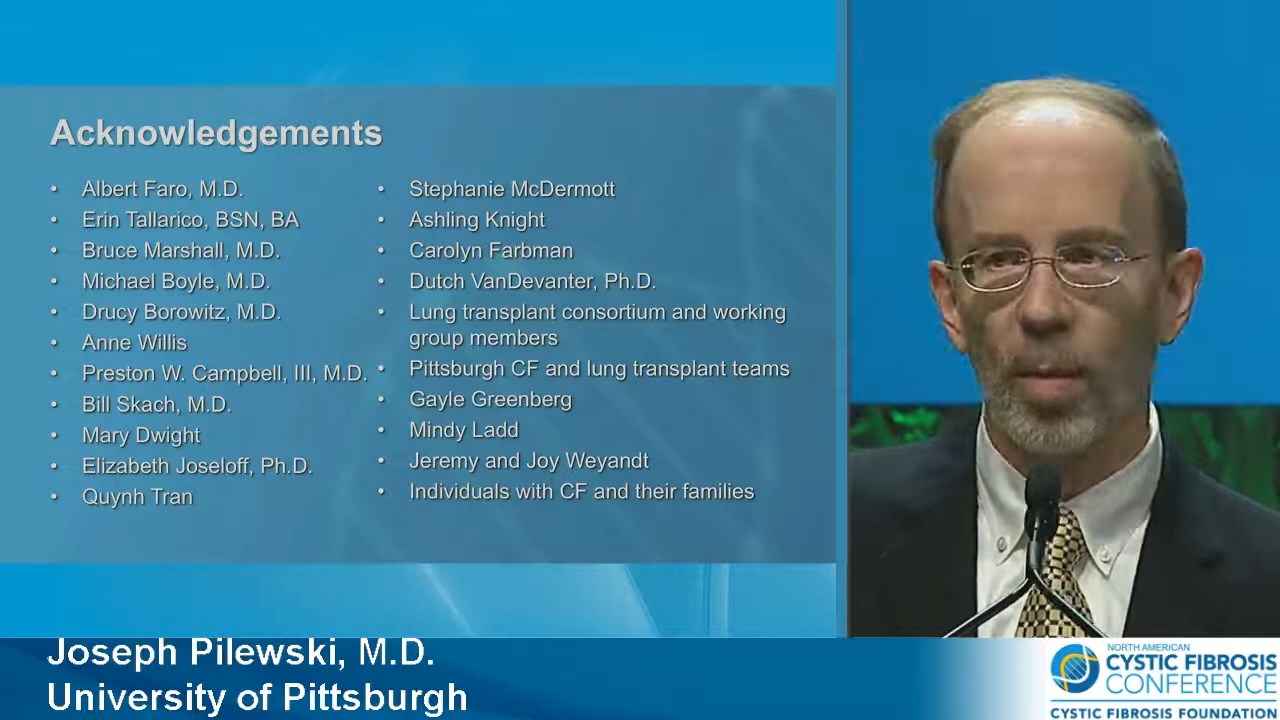 Acknowledgements
• Albert Faro, M.D.
• Erin Tallarico, BSN, BA
• Bruce Marshall, M.D.
• Michael Boyle, M.D.
• Drucy Borowitz, M.D.
• Anne Willis
• Preston W. Campbell, III, M.D.
• Bill Skach, M.D.
• Mary Dwight
• Elizabeth Joseloff, Ph.D.
• Quynh Tran
• Stephanie McDermott
• Ashling Knight
• Carolyn Farbman
• Dutch VanDevanter, Ph.D.
• Lung transplant consortium and working
group members
• Pittsburgh CF and lung transplant teams
• Gayle Greenberg
• Mindy Ladd
• Jeremy and Joy Weyandt
• Individuals with CF and their families
Joseph Pilewski, M.D.
University of Pittsburgh
NORTH AMERICAN
CYSTIC FIBROSIS
CONFERENCE
CYSTIC FIBROSIS FOUNDATION